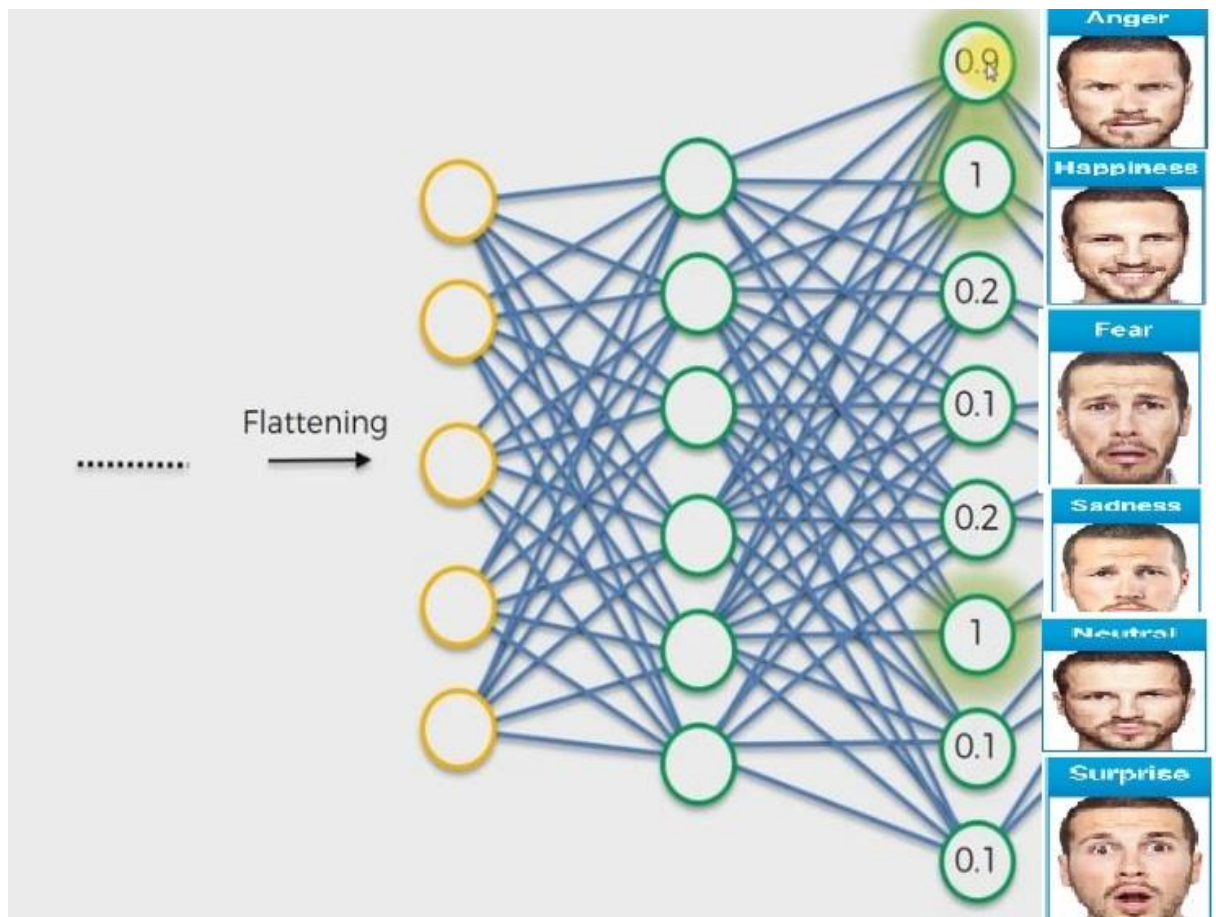 Anger
0.9
1
Happiness
0.2
Fear
0.1
Flattening
Sadness
0.2
1
Neutral
0.1
Surprise
0.1